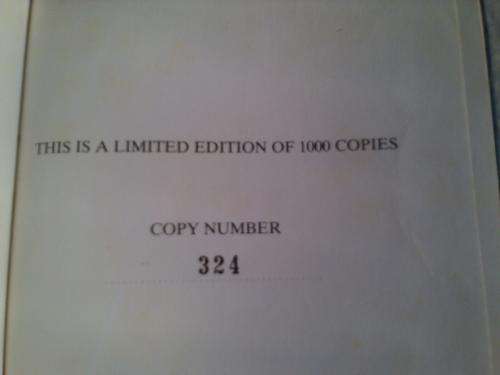 THIS IS A LIMITED EDITION OF 1000 COPIES
COPY NUMBER
324